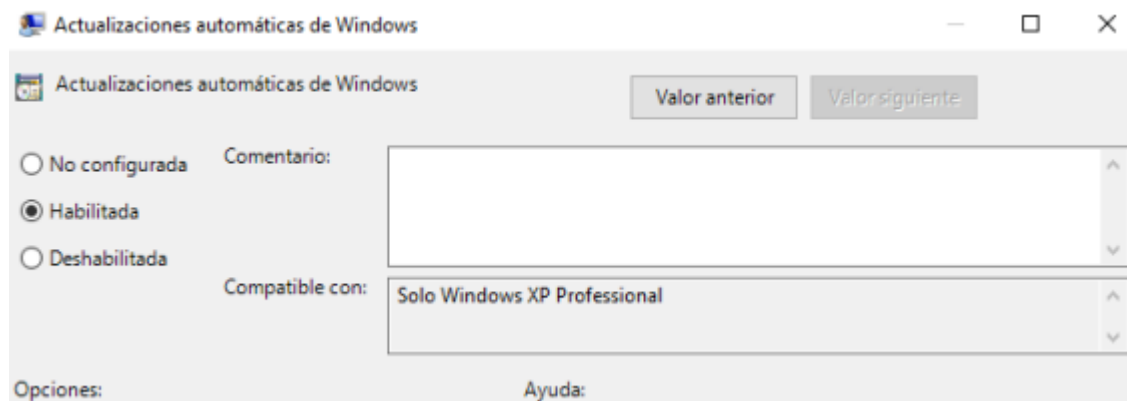 Actualizaciones automáticas de Windows
Actualizaciones automáticas de Windows
Valor anterior
Valor siguiente
No configurada
Comentario:
Habilitada
Deshabilitada
Compatible con:
Solo Windows XP Professional
Opciones:
Ayuda: